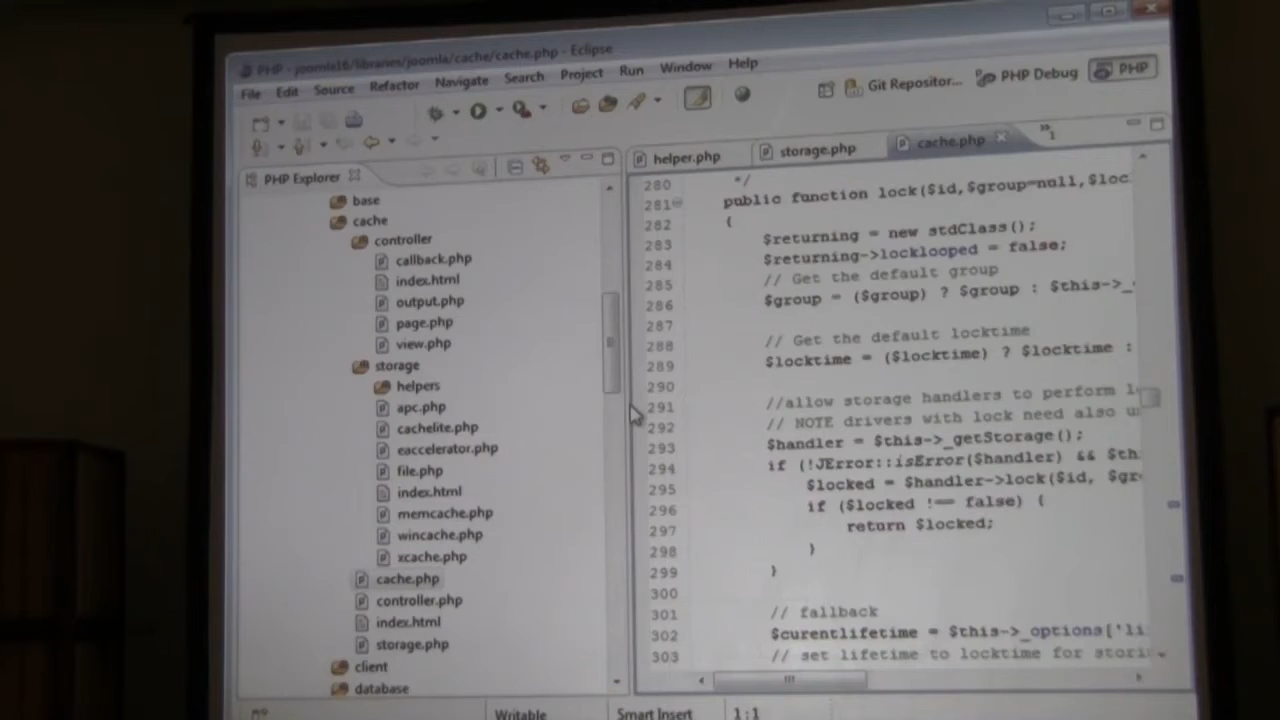 PHP - joomla16/libraries/joomla/cache/cache.php - Eclipse
File Edit Source Refactor Navigate Search Project Run Window Help
Git Repositor... PHP Debug PHP
PHP Explorer
base
cache
controller
callback.php
index.html
output.php
page.php
view.php
storage
helpers
apc.php
cachelite.php
eaccelerator.php
file.php
index.html
memcache.php
wincache.php
xcache.php
cache.php
controller.php
index.html
storage.php
client
database
helper.php storage.php cache.php 1
280 */
281 public function lock($id,$group=null,$loc
282 {
283 $returning = new stdClass();
284 $returning->locklooped = false;
285 // Get the default group
286 $group = ($group) ? $group : $this->_
287
288 // Get the default locktime
289 $locktime = ($locktime) ? $locktime :
290
291 //allow storage handlers to perform l
292 // NOTE drivers with lock need also u
293 $handler = $this->_getStorage();
294 if (!JError::isError($handler) && $th
295 $locked = $handler->lock($id, $gr
296 if ($locked !== false) {
297 return $locked;
298 }
299 }
300
301 // fallback
302 $curentlifetime = $this->_options['li
303 // set lifetime to locktime for stori
Writable Smart Insert 1:1